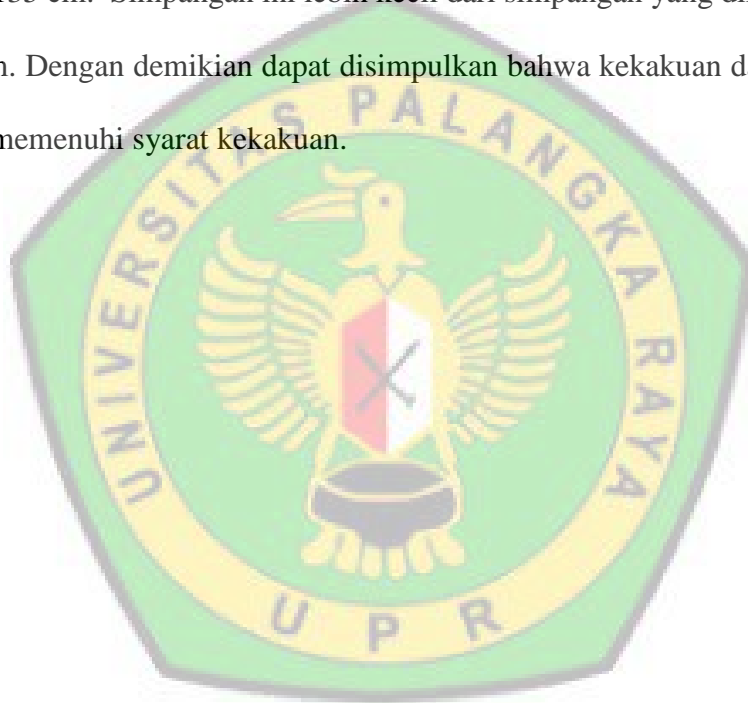 Simpangan ini lebih kecil dari simpangan yang
Dengan demikian dapat disimpulkan bahwa kekakuan
memenuhi syarat kekakuan.
UNIVERSITAS PALANGKA RAYA
UPR